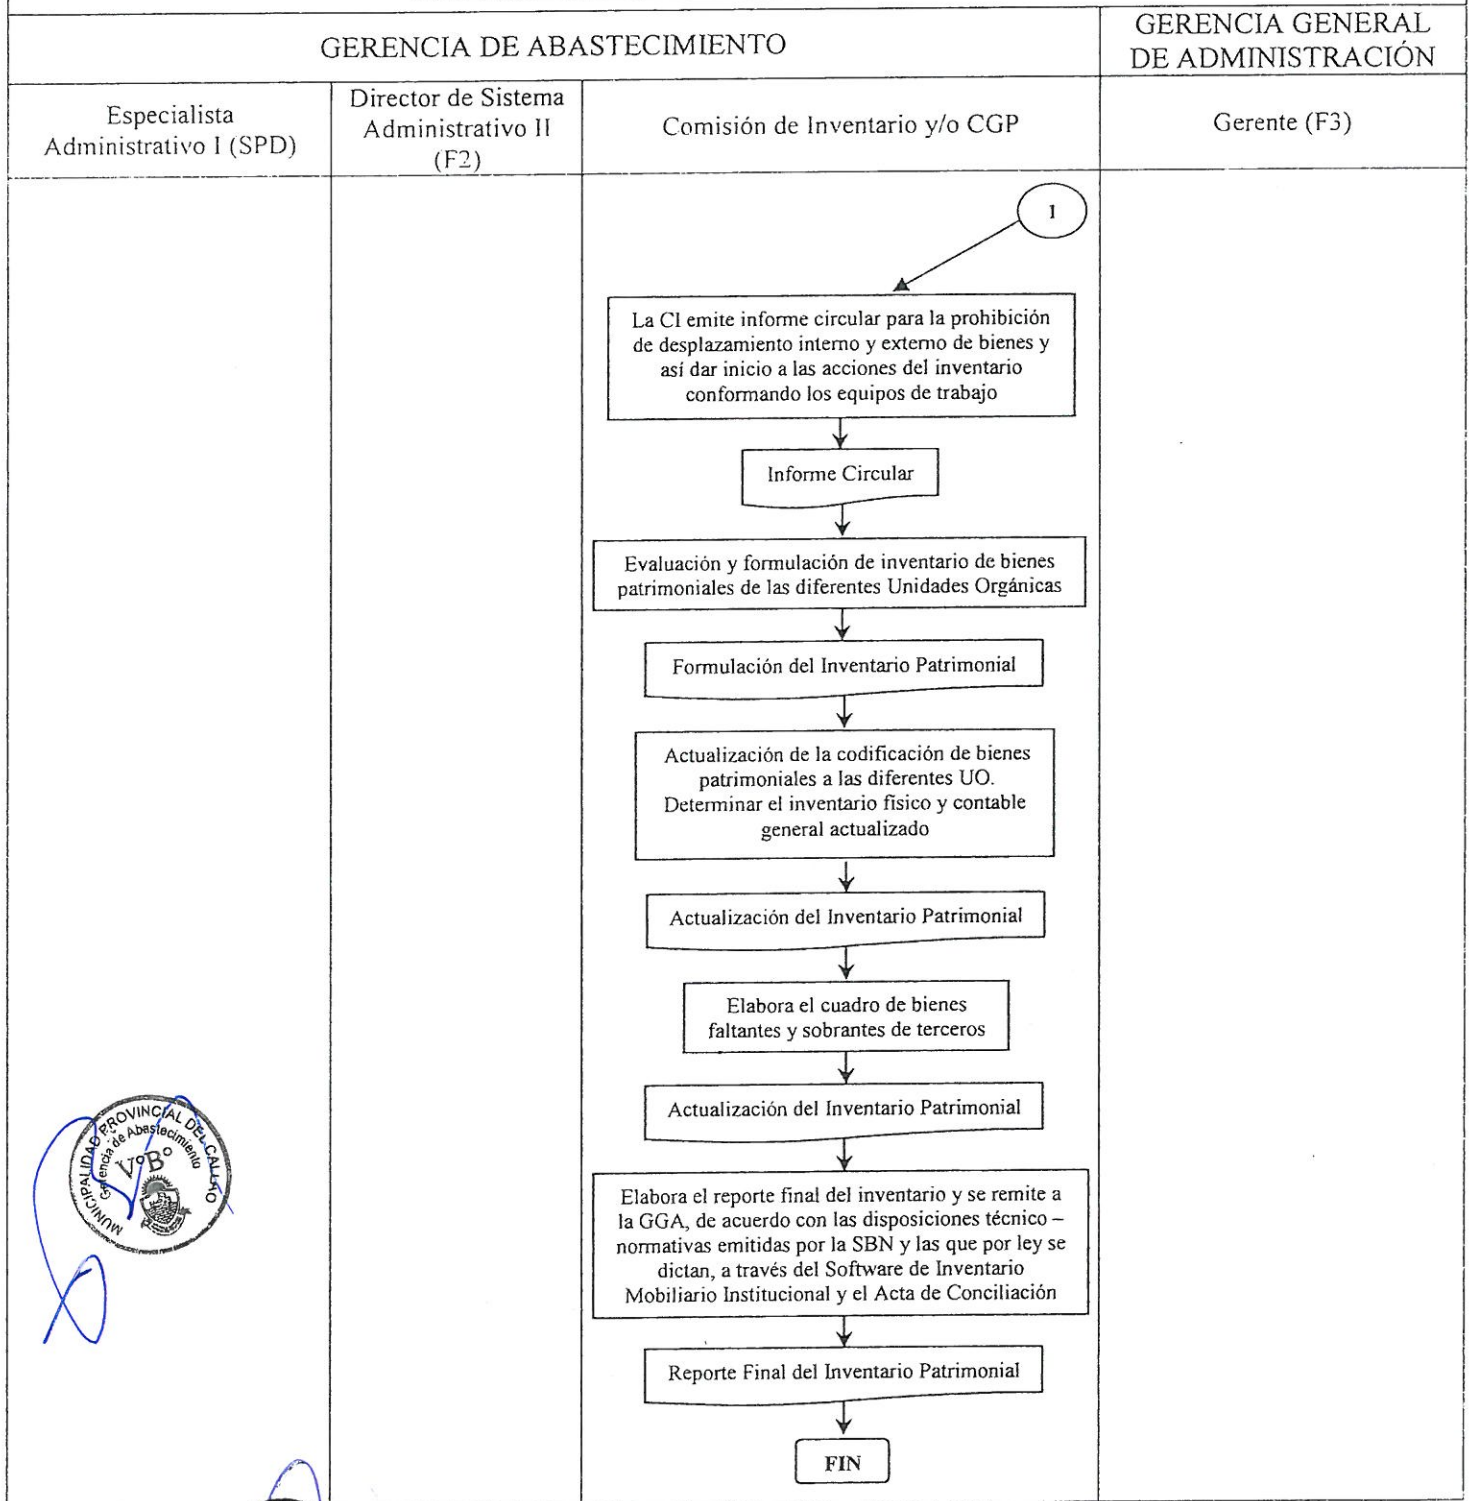 GERENCIA DE ABASTECIMIENTO
GERENCIA GENERAL
DE ADMINISTRACIÓN
Especialista
Administrativo I (SPD)
Director de Sistema
Administrativo II
(F2)
Comisión de Inventario y/o CGP
Gerente (F3)
1
La CI emite informe circular para la prohibición
de desplazamiento interno y externo de bienes y
así dar inicio a las acciones del inventario
conformando los equipos de trabajo
Informe Circular
Evaluación y formulación de inventario de bienes
patrimoniales de las diferentes Unidades Orgánicas
Formulación del Inventario Patrimonial
Actualización de la codificación de bienes
patrimoniales a las diferentes UO.
Determinar el inventario físico y contable
general actualizado
Actualización del Inventario Patrimonial
Elabora el cuadro de bienes
faltantes y sobrantes de terceros
Actualización del Inventario Patrimonial
Elabora el reporte final del inventario y se remite a
la GGA, de acuerdo con las disposiciones técnico –
normativas emitidas por la SBN y las que por ley se
dictan, a través del Software de Inventario
Mobiliario Institucional y el Acta de Conciliación
Reporte Final del Inventario Patrimonial
FIN
MUNICIPALIDAD PROVINCIAL DEL CALLAO
Gerencia de Abastecimiento
VºBº